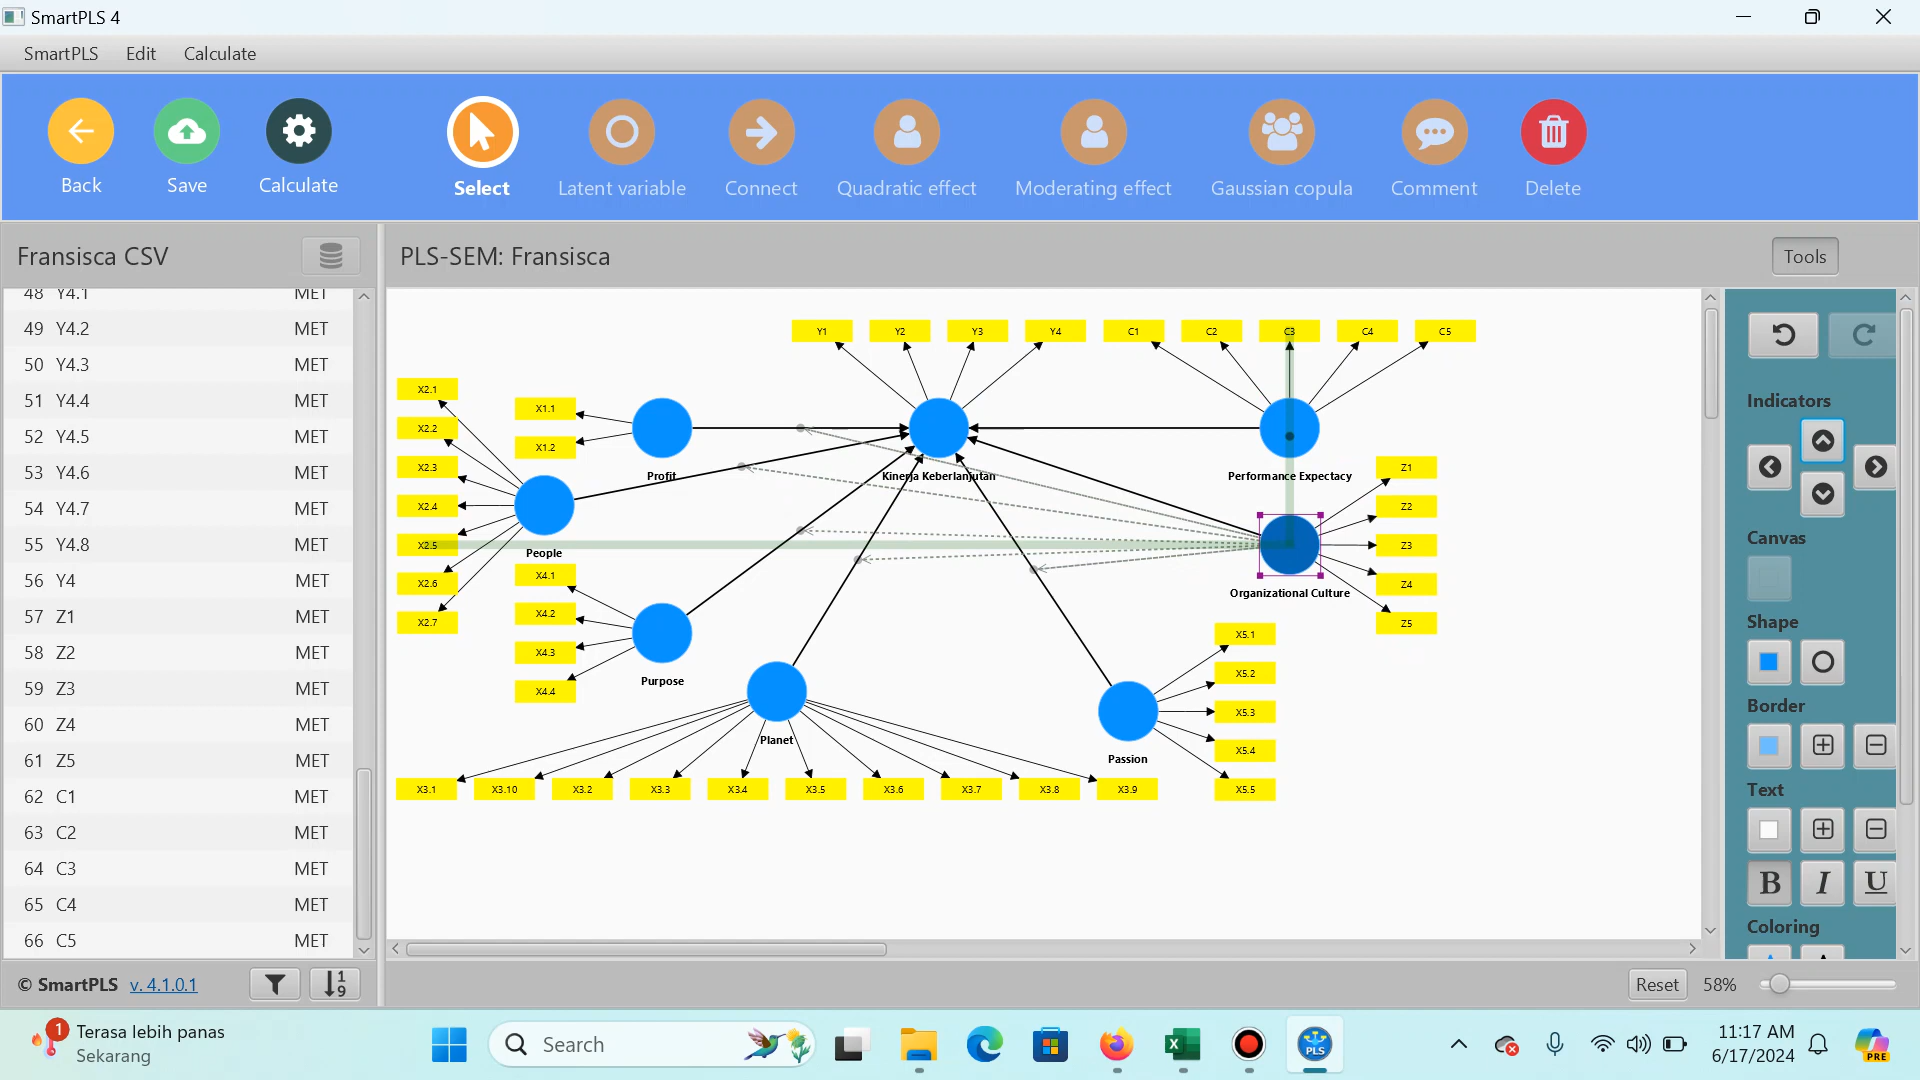 SmartPLS 4
SmartPLS Edit Calculate
Back Save Calculate Select Latent variable Connect Quadratic effect Moderating effect Gaussian copula Comment Delete
Fransisca CSV
PLS-SEM: Fransisca
Tools
48 Y4.1 MET
49 Y4.2 MET
50 Y4.3 MET
51 Y4.4 MET
52 Y4.5 MET
53 Y4.6 MET
54 Y4.7 MET
55 Y4.8 MET
56 Y4 MET
57 Z1 MET
58 Z2 MET
59 Z3 MET
60 Z4 MET
61 Z5 MET
62 C1 MET
63 C2 MET
64 C3 MET
65 C4 MET
66 C5 MET
Y1 Y2 Y3 Y4 C1 C2 C3 C4 C5
X2.1
X2.2
X2.3
X2.4
X2.5
X2.6
X2.7
X1.1
X1.2
Profit
Kinerja Keberlanjutan
Performance Expectacy
People
Z1
Z2
Z3
Z4
Z5
Organizational Culture
X4.1
X4.2
X4.3
X4.4
Purpose
Planet
X5.1
X5.2
X5.3
X5.4
X5.5
Passion
X3.1 X3.10 X3.2 X3.3 X3.4 X3.5 X3.6 X3.7 X3.8 X3.9
Indicators
Canvas
Shape
Border
Text
B I U
Coloring
© SmartPLS v. 4.1.0.1
1
9
Reset 58%
1
Terasa lebih panas
Sekarang
Search
PLS
11:17 AM
6/17/2024
PRE